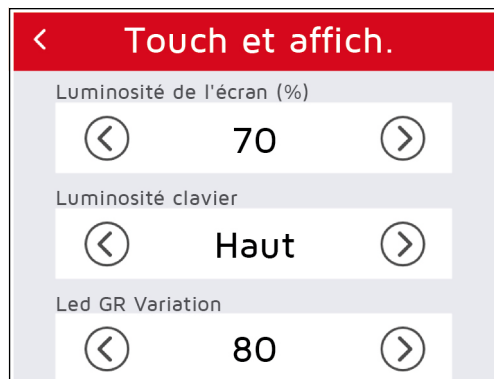 Touch et affich.
Luminosité de l'écran (%)
70
Luminosité clavier
Haut
Led GR Variation
80